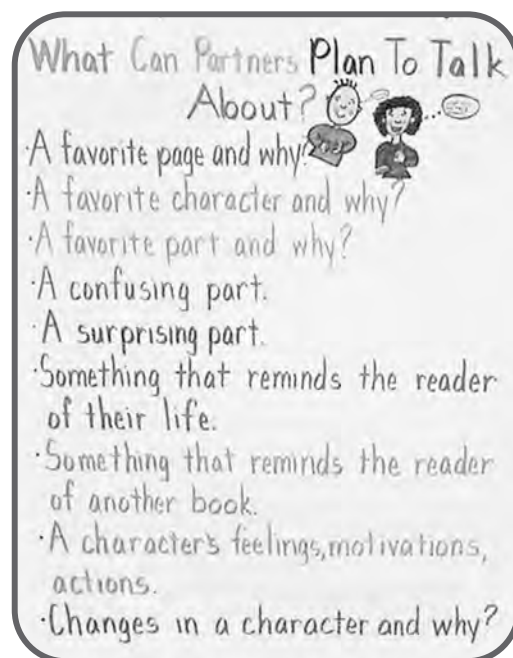 What Can Partners Plan To Talk
About?
·A favorite page and why?
·A favorite character and why?
·A favorite part and why?
·A confusing part.
·A surprising part.
·Something that reminds the reader
of their life.
·Something that reminds the reader
of another book.
·A character's feelings, motivations,
actions.
·Changes in a character and why?